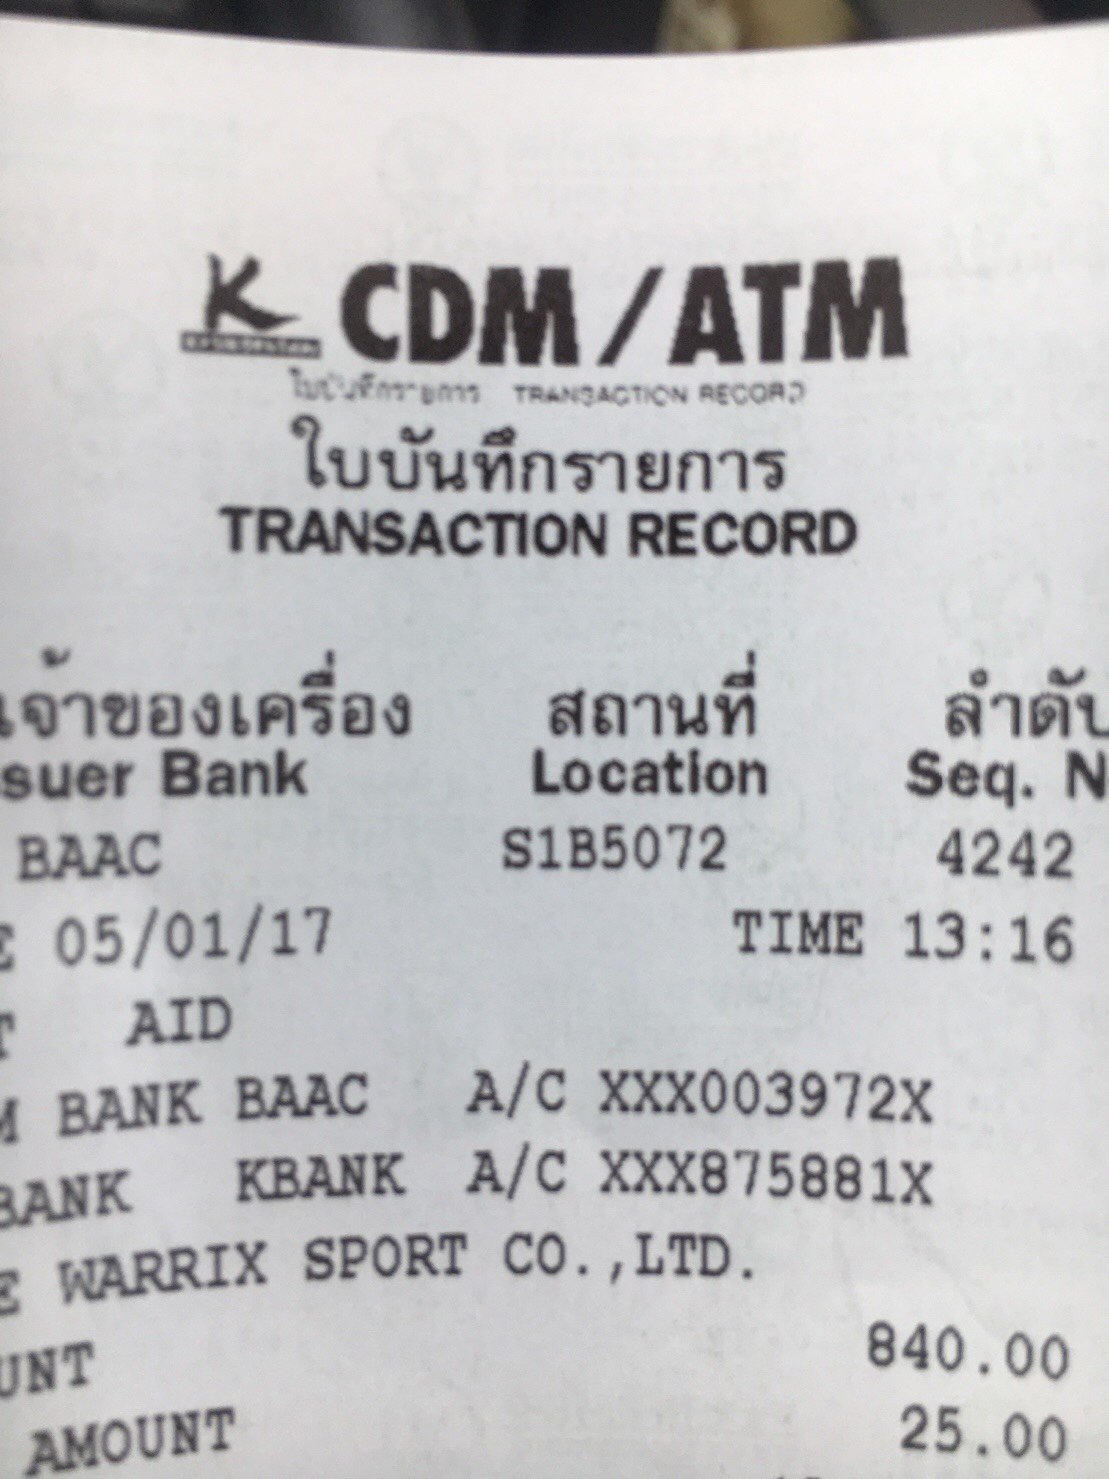 K CDM/ATM
ใบบันทึกรายการ TRANSACTION RECORD
ใบบันทึกรายการ
TRANSACTION RECORD
เจ้าของเครื่อง สถานที่ ลำดับ
suer Bank Location Seq. N
BAAC S1B5072 4242
E 05/01/17 TIME 13:16
T AID
M BANK BAAC A/C XXX003972X
BANK KBANK A/C XXX875881X
E WARRIX SPORT CO.,LTD.
UNT 840.00
AMOUNT 25.00